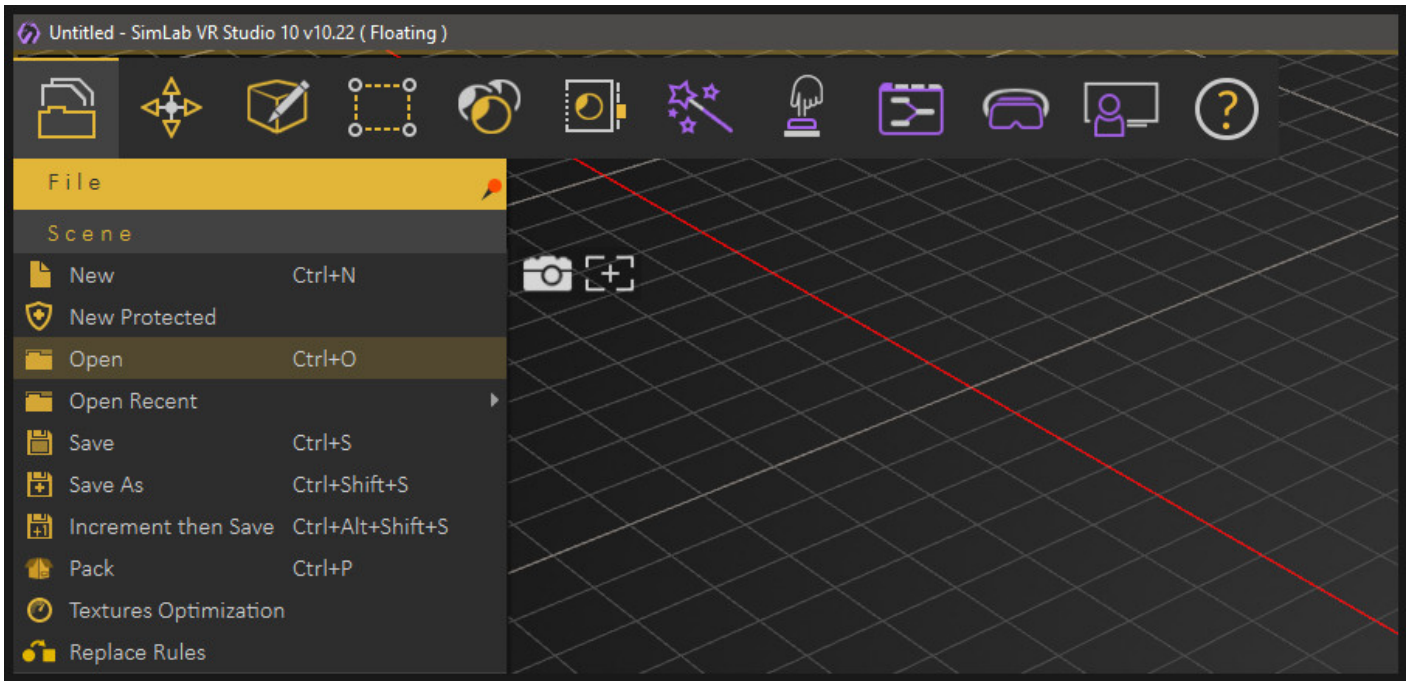 Untitled - SimLab VR Studio 10 v10.22 ( Floating )
?
File
Scene
New Ctrl+N
New Protected
Open Ctrl+O
Open Recent
Save Ctrl+S
Save As Ctrl+Shift+S
+1 Increment then Save Ctrl+Alt+Shift+S
Pack Ctrl+P
Textures Optimization
Replace Rules